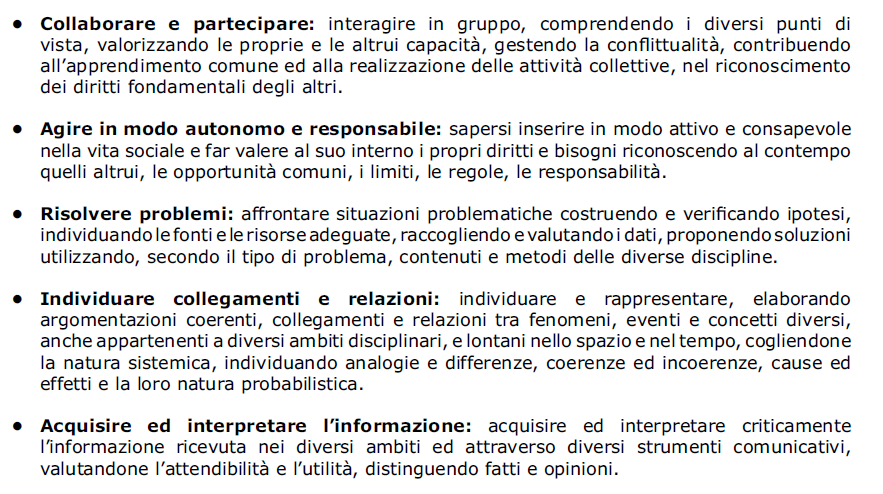 ● Collaborare e partecipare: interagire in gruppo, comprendendo i diversi punti di
vista, valorizzando le proprie e le altrui capacità, gestendo la conflittualità, contribuendo
all’apprendimento comune ed alla realizzazione delle attività collettive, nel riconoscimento
dei diritti fondamentali degli altri.
● Agire in modo autonomo e responsabile: sapersi inserire in modo attivo e consapevole
nella vita sociale e far valere al suo interno i propri diritti e bisogni riconoscendo al contempo
quelli altrui, le opportunità comuni, i limiti, le regole, le responsabilità.
● Risolvere problemi: affrontare situazioni problematiche costruendo e verificando ipotesi,
individuando le fonti e le risorse adeguate, raccogliendo e valutando i dati, proponendo soluzioni
utilizzando, secondo il tipo di problema, contenuti e metodi delle diverse discipline.
● Individuare collegamenti e relazioni: individuare e rappresentare, elaborando
argomentazioni coerenti, collegamenti e relazioni tra fenomeni, eventi e concetti diversi,
anche appartenenti a diversi ambiti disciplinari, e lontani nello spazio e nel tempo, cogliendone
la natura sistemica, individuando analogie e differenze, coerenze ed incoerenze, cause ed
effetti e la loro natura probabilistica.
● Acquisire ed interpretare l’informazione: acquisire ed interpretare criticamente
l’informazione ricevuta nei diversi ambiti ed attraverso diversi strumenti comunicativi,
valutandone l’attendibilità e l’utilità, distinguendo fatti e opinioni.